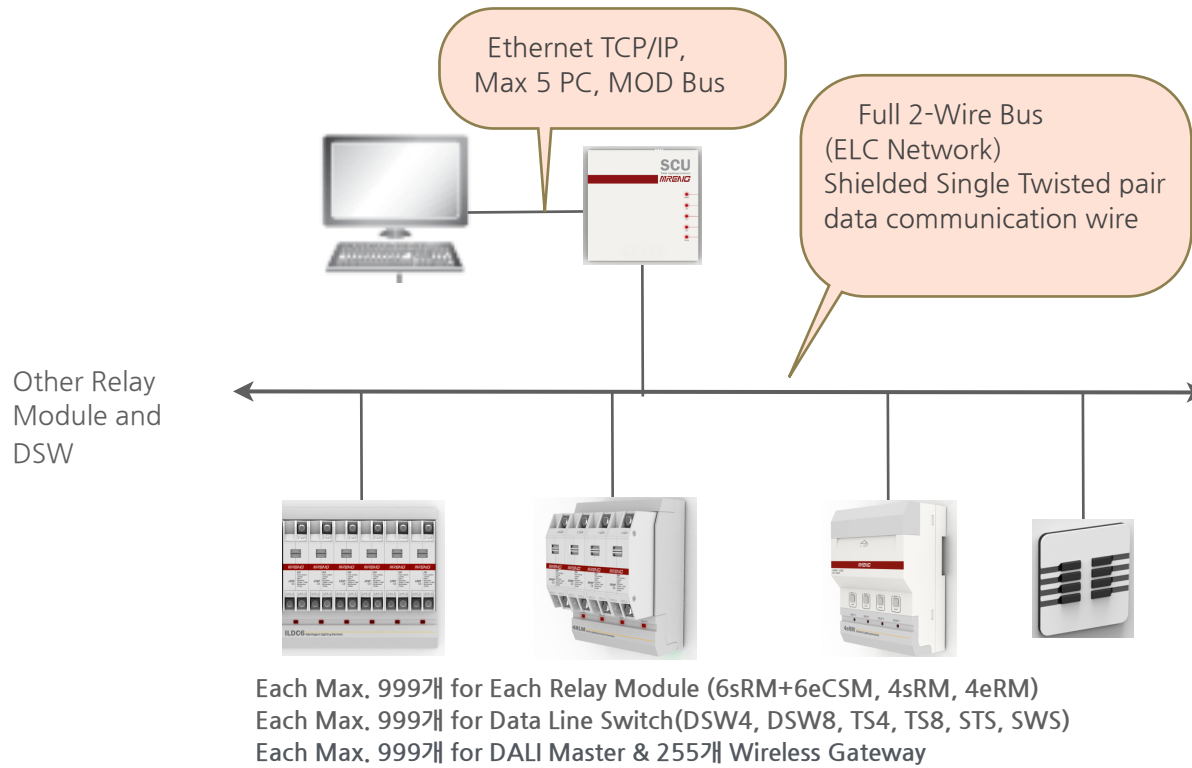 Ethernet TCP/IP,
Max 5 PC, MOD Bus
Full 2-Wire Bus
(ELC Network)
Shielded Single Twisted pair
data communication wire
SCU
MRENG
Other Relay
Module and
DSW
ILDC6
Each Max. 999개 for Each Relay Module (6sRM+6eCSM, 4sRM, 4eRM)
Each Max. 999개 for Data Line Switch(DSW4, DSW8, TS4, TS8, STS, SWS)
Each Max. 999개 for DALI Master & 255개 Wireless Gateway